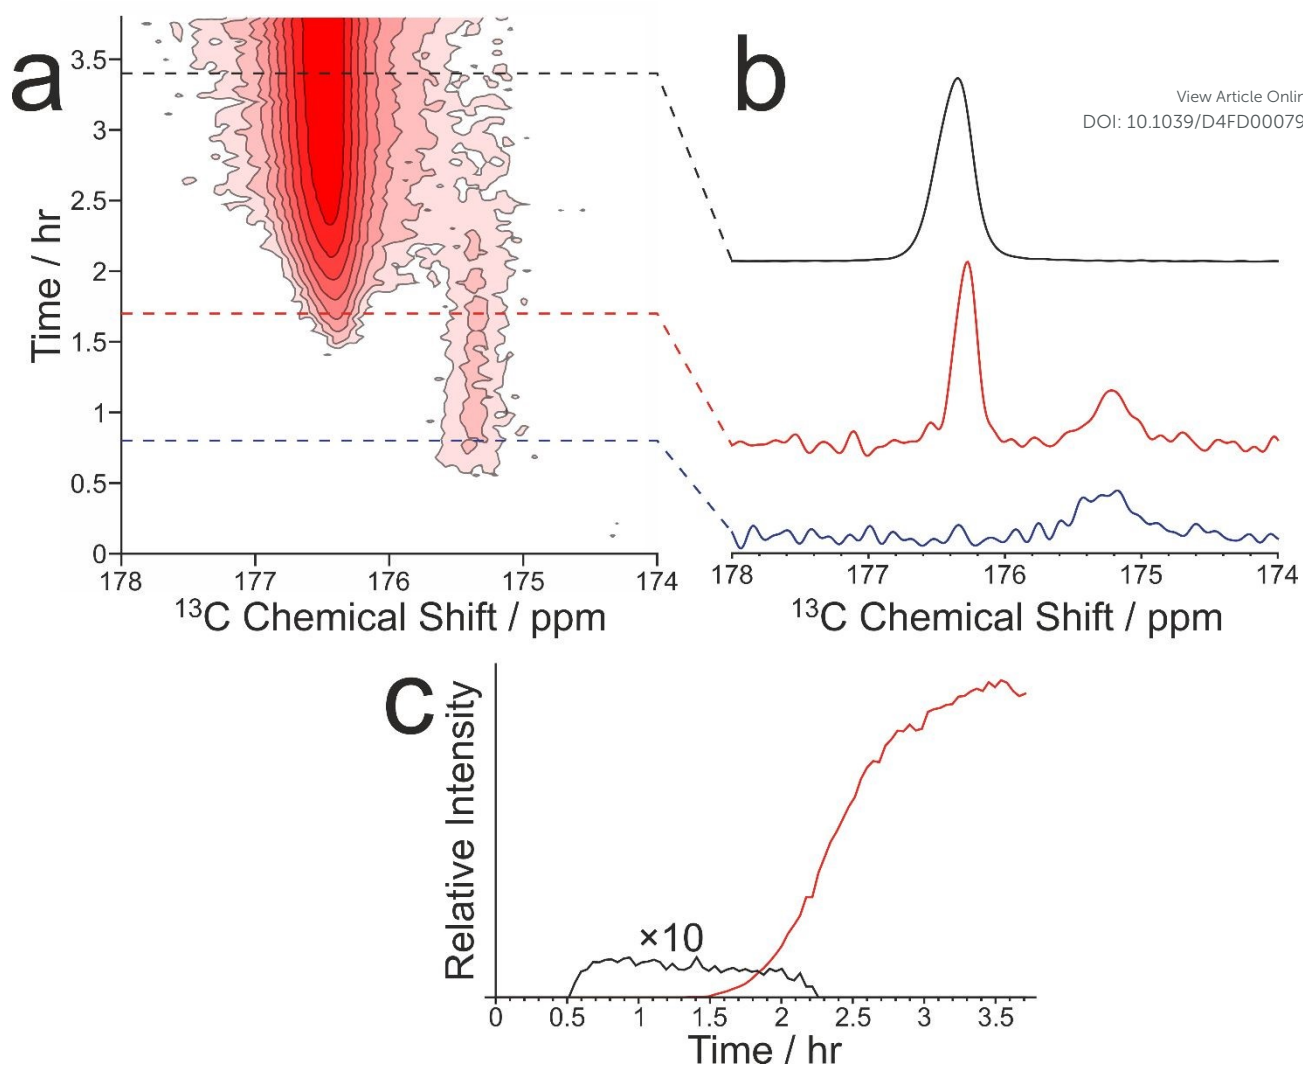 a
b
View Article Onlin
DOI: 10.1039/D4FD00079
3.5
3
2.5
2
1.5
1
0.5
0
Time / hr
178 177 176 175 174
178 177 176 175 174
¹³C Chemical Shift / ppm
¹³C Chemical Shift / ppm
c
Relative Intensity
×10
0 0.5 1 1.5 2 2.5 3 3.5
Time / hr